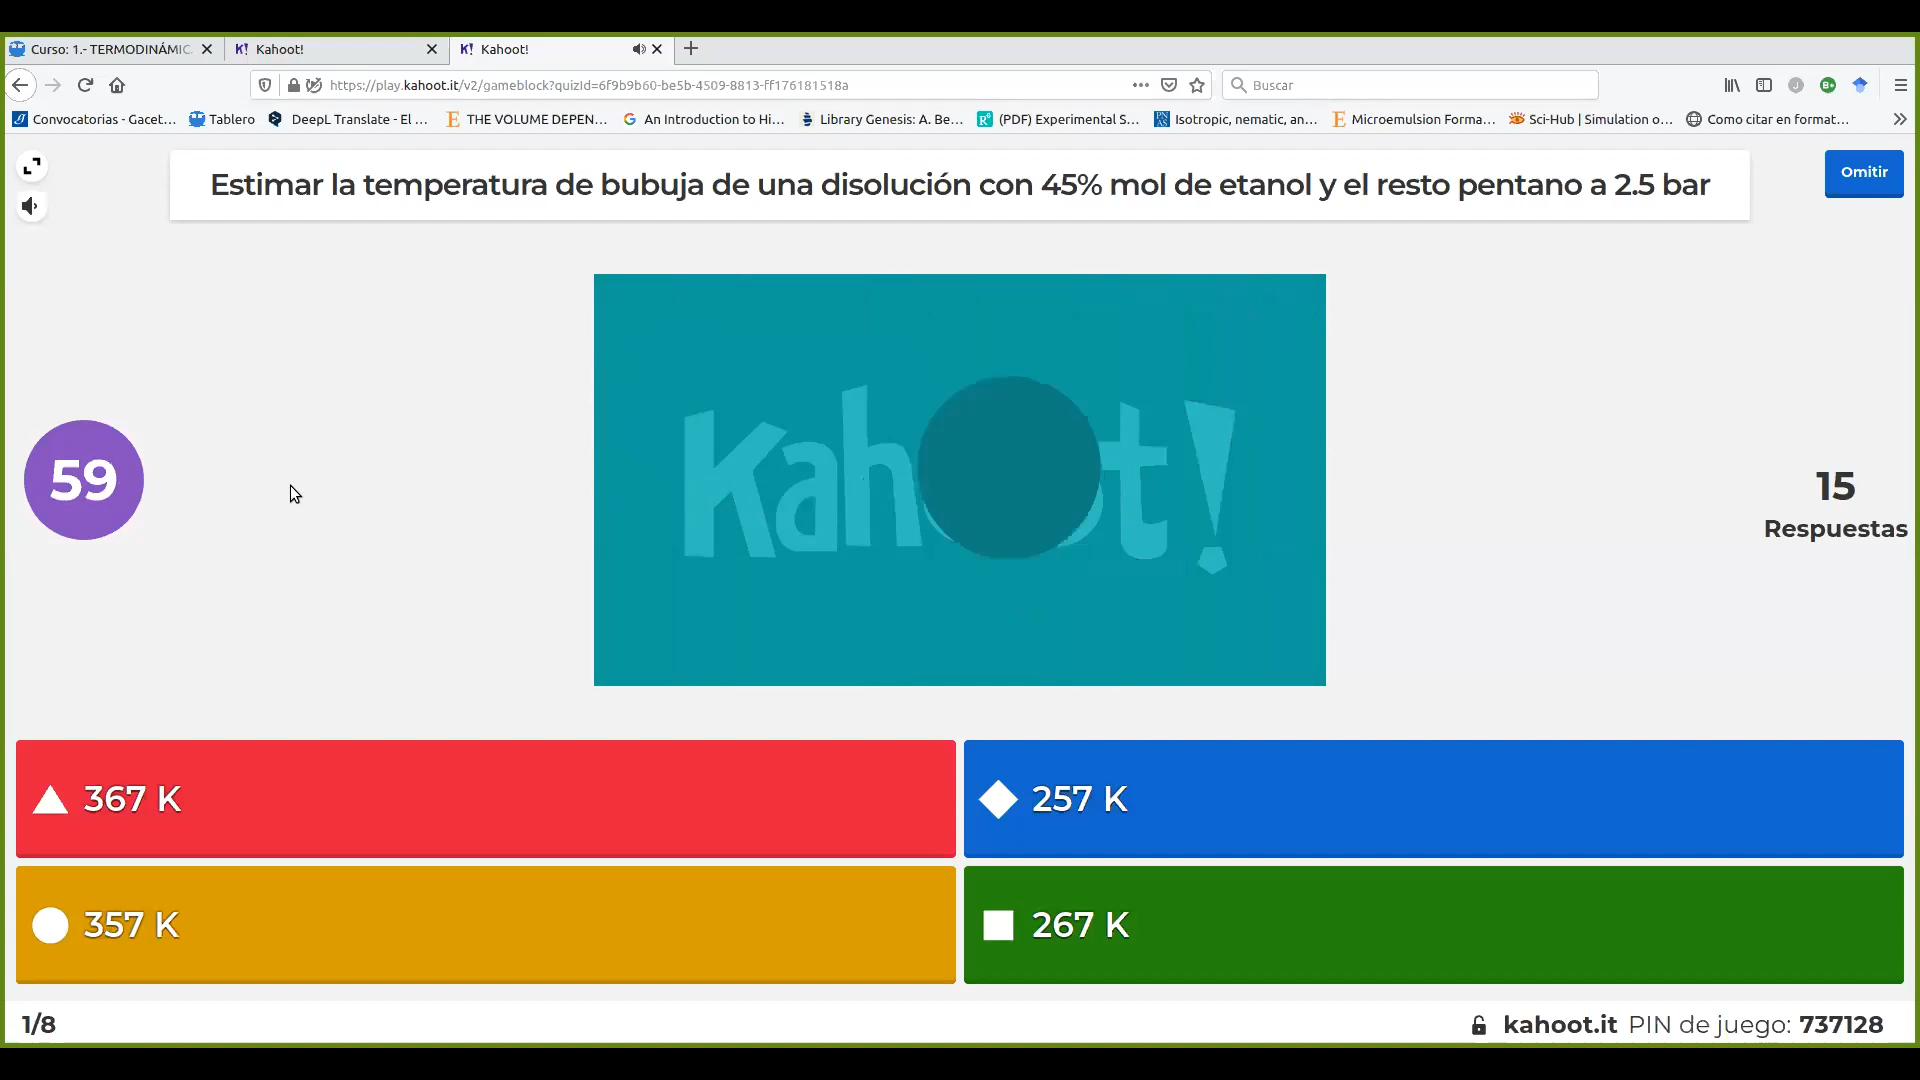 Curso: 1.- TERMODINÁMIC
Kahoot!
Kahoot!
https://play.kahoot.it/v2/gameblock?quizId=6f9b9b60-be5b-4509-8813-ff176181518a
Buscar
Convocatorias - Gacet...
Tablero
DeepL Translate - El ...
THE VOLUME DEPEN...
An Introduction to Hi...
Library Genesis: A. Be...
(PDF) Experimental S...
Isotropic, nematic, an...
Microemulsion Forma...
Sci-Hub | Simulation o...
Como citar en format...
Estimar la temperatura de bubuja de una disolución con 45% mol de etanol y el resto pentano a 2.5 bar
Omitir
59
15
Respuestas
367 K
257 K
357 K
267 K
1/8
kahoot.it PIN de juego: 737128